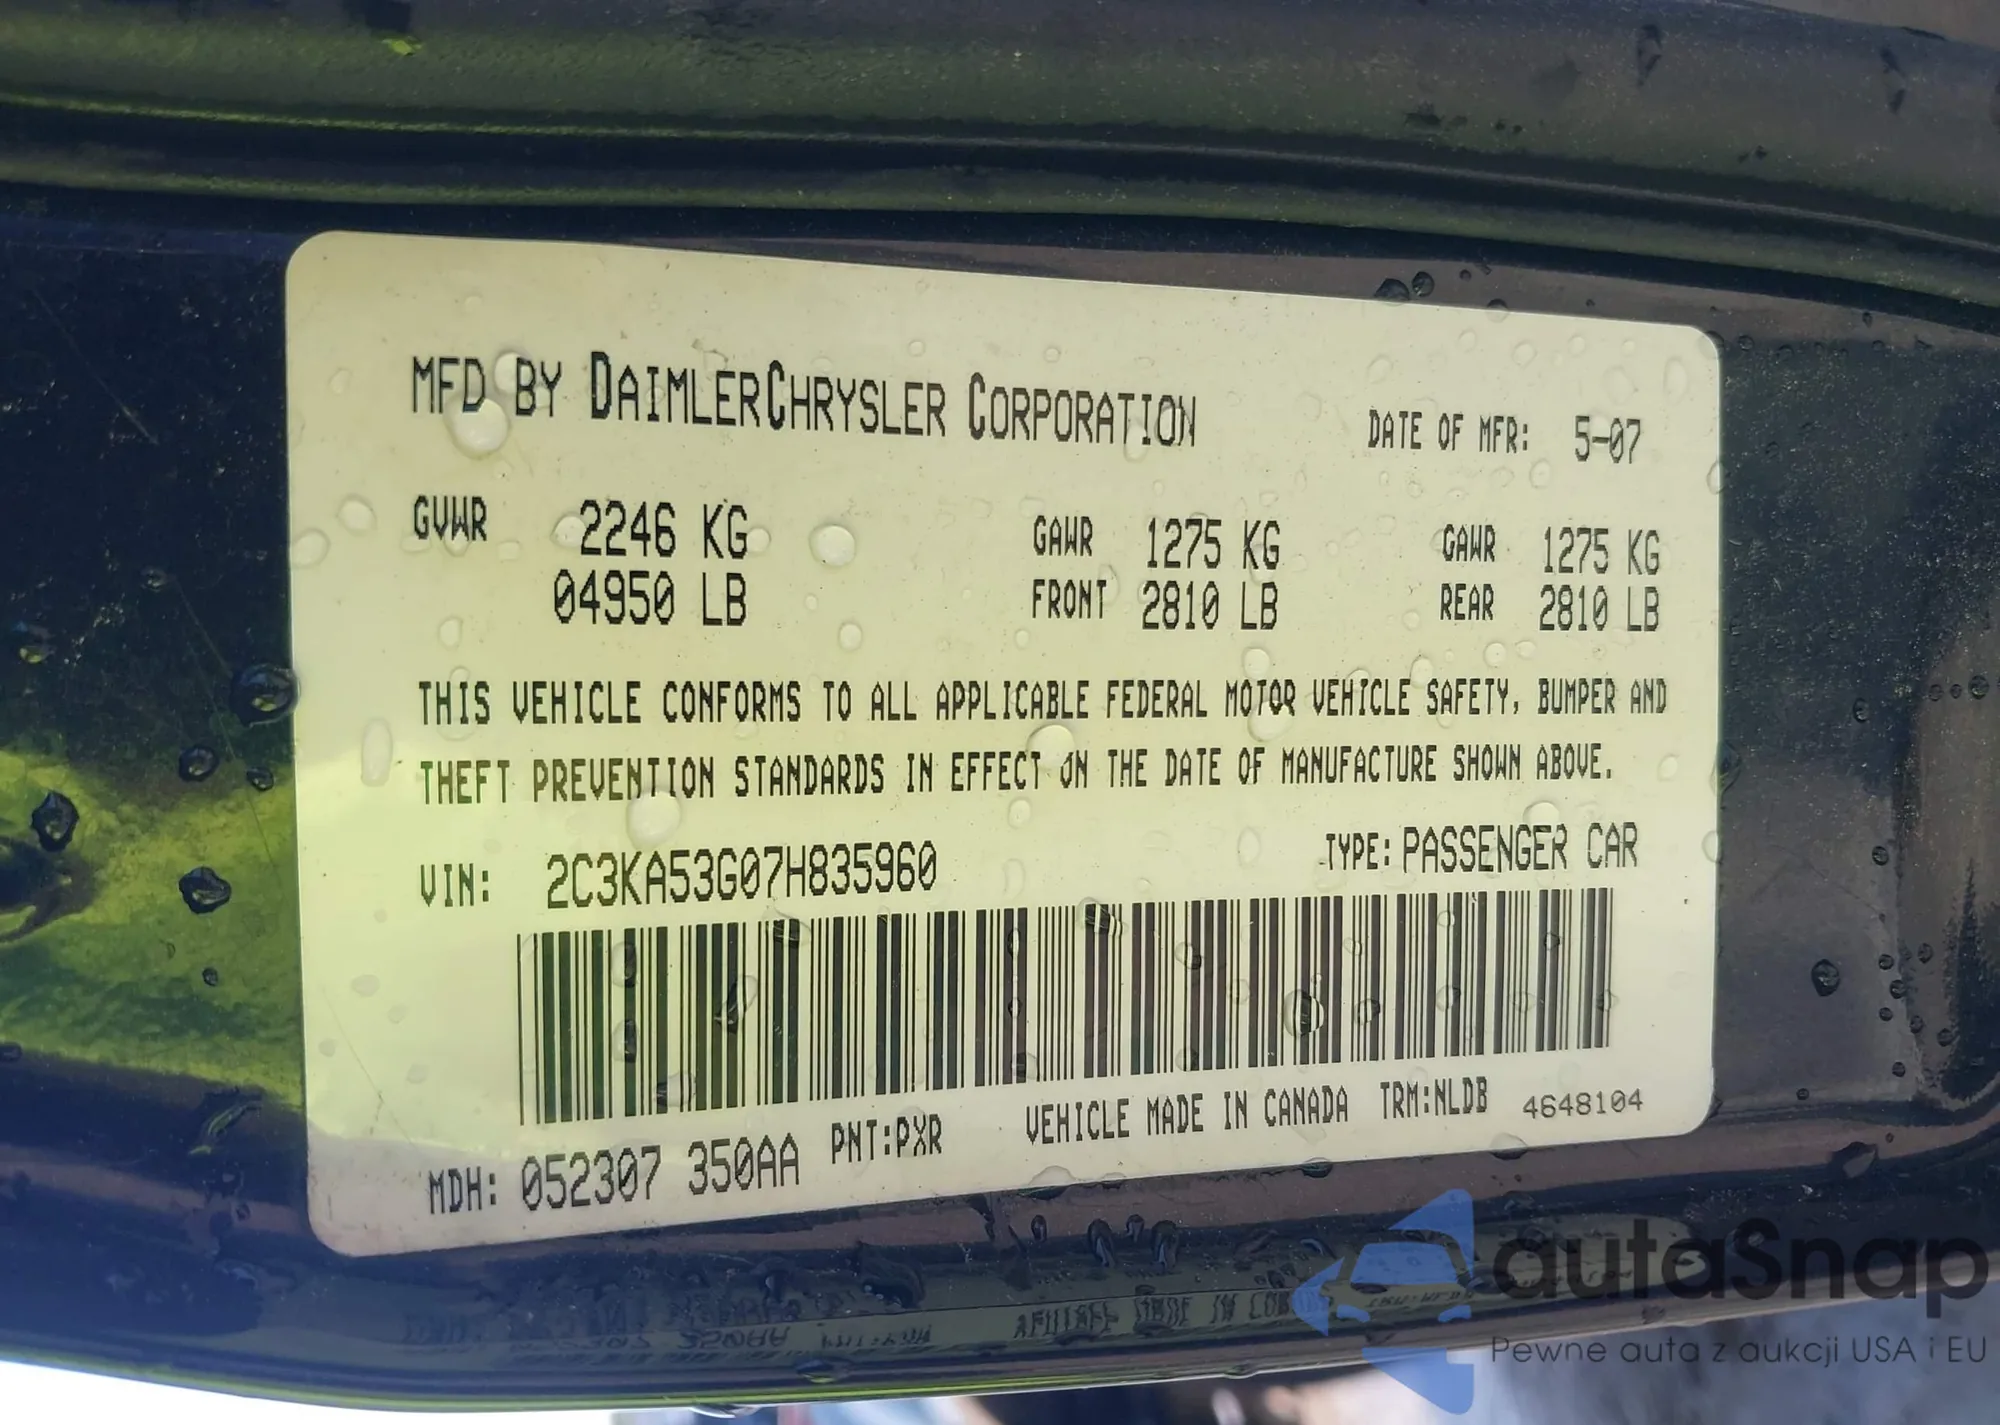 MFD BY DAIMLERCHRYSLER CORPORATION DATE OF MFR: 5-07
GVWR 2246 KG GAWR 1275 KG GAWR 1275 KG
04950 LB FRONT 2810 LB REAR 2810 LB
THIS VEHICLE CONFORMS TO ALL APPLICABLE FEDERAL MOTOR VEHICLE SAFETY, BUMPER AND
THEFT PREVENTION STANDARDS IN EFFECT ON THE DATE OF MANUFACTURE SHOWN ABOVE.
VIN: 2C3KA53G07H835960 TYPE: PASSENGER CAR
MDH: 052307 350AA PNT:PXR VEHICLE MADE IN CANADA TRM:NLDB 4648104
autaSnap
Pewne auta z aukcji USA i EU